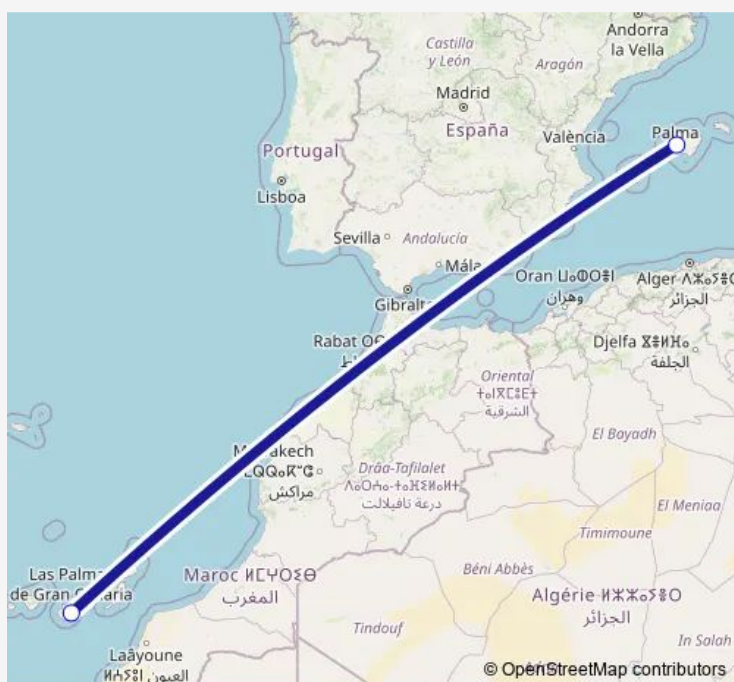 Andorra
la Vella
Castilla
y León
Aragón
Madrid
España
València
Palma
Portugal
Lisboa
Sevilla
Andalucía
Mála
Gibralt
Oran
وهران
Alger
الجزائر
Rabat
Djelfa
الجلفة
Oriental
الشرقية
El Bayadh
مراكش
Drâa-Tafilalet
درعة تافيلالت
El Meniaa
Timimoune
Las Palma
de Gran
Maroc ⵍⵎⵖⵔⵉⴱ
المغرب
Béni Abbès
Algérie
الجزائر
Tindouf
In Salah
Laâyoune
العيون
© OpenStreetMap contributors